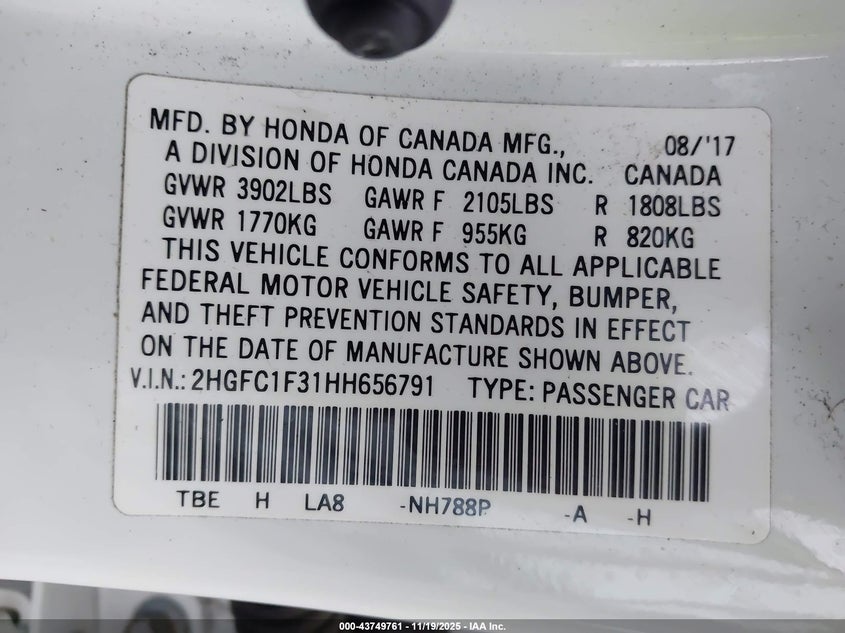 MFD. BY HONDA OF CANADA MFG., 08/'17
A DIVISION OF HONDA CANADA INC. CANADA
GVWR 3902LBS GAWR F 2105LBS R 1808LBS
GVWR 1770KG GAWR F 955KG R 820KG
THIS VEHICLE CONFORMS TO ALL APPLICABLE
FEDERAL MOTOR VEHICLE SAFETY, BUMPER,
AND THEFT PREVENTION STANDARDS IN EFFECT
ON THE DATE OF MANUFACTURE SHOWN ABOVE.
V.I.N.: 2HGFC1F31HH656791 TYPE: PASSENGER CAR
TBE H LA8 -NH788P -A -H
000-43749761 - 11/19/2025 - IAA Inc.